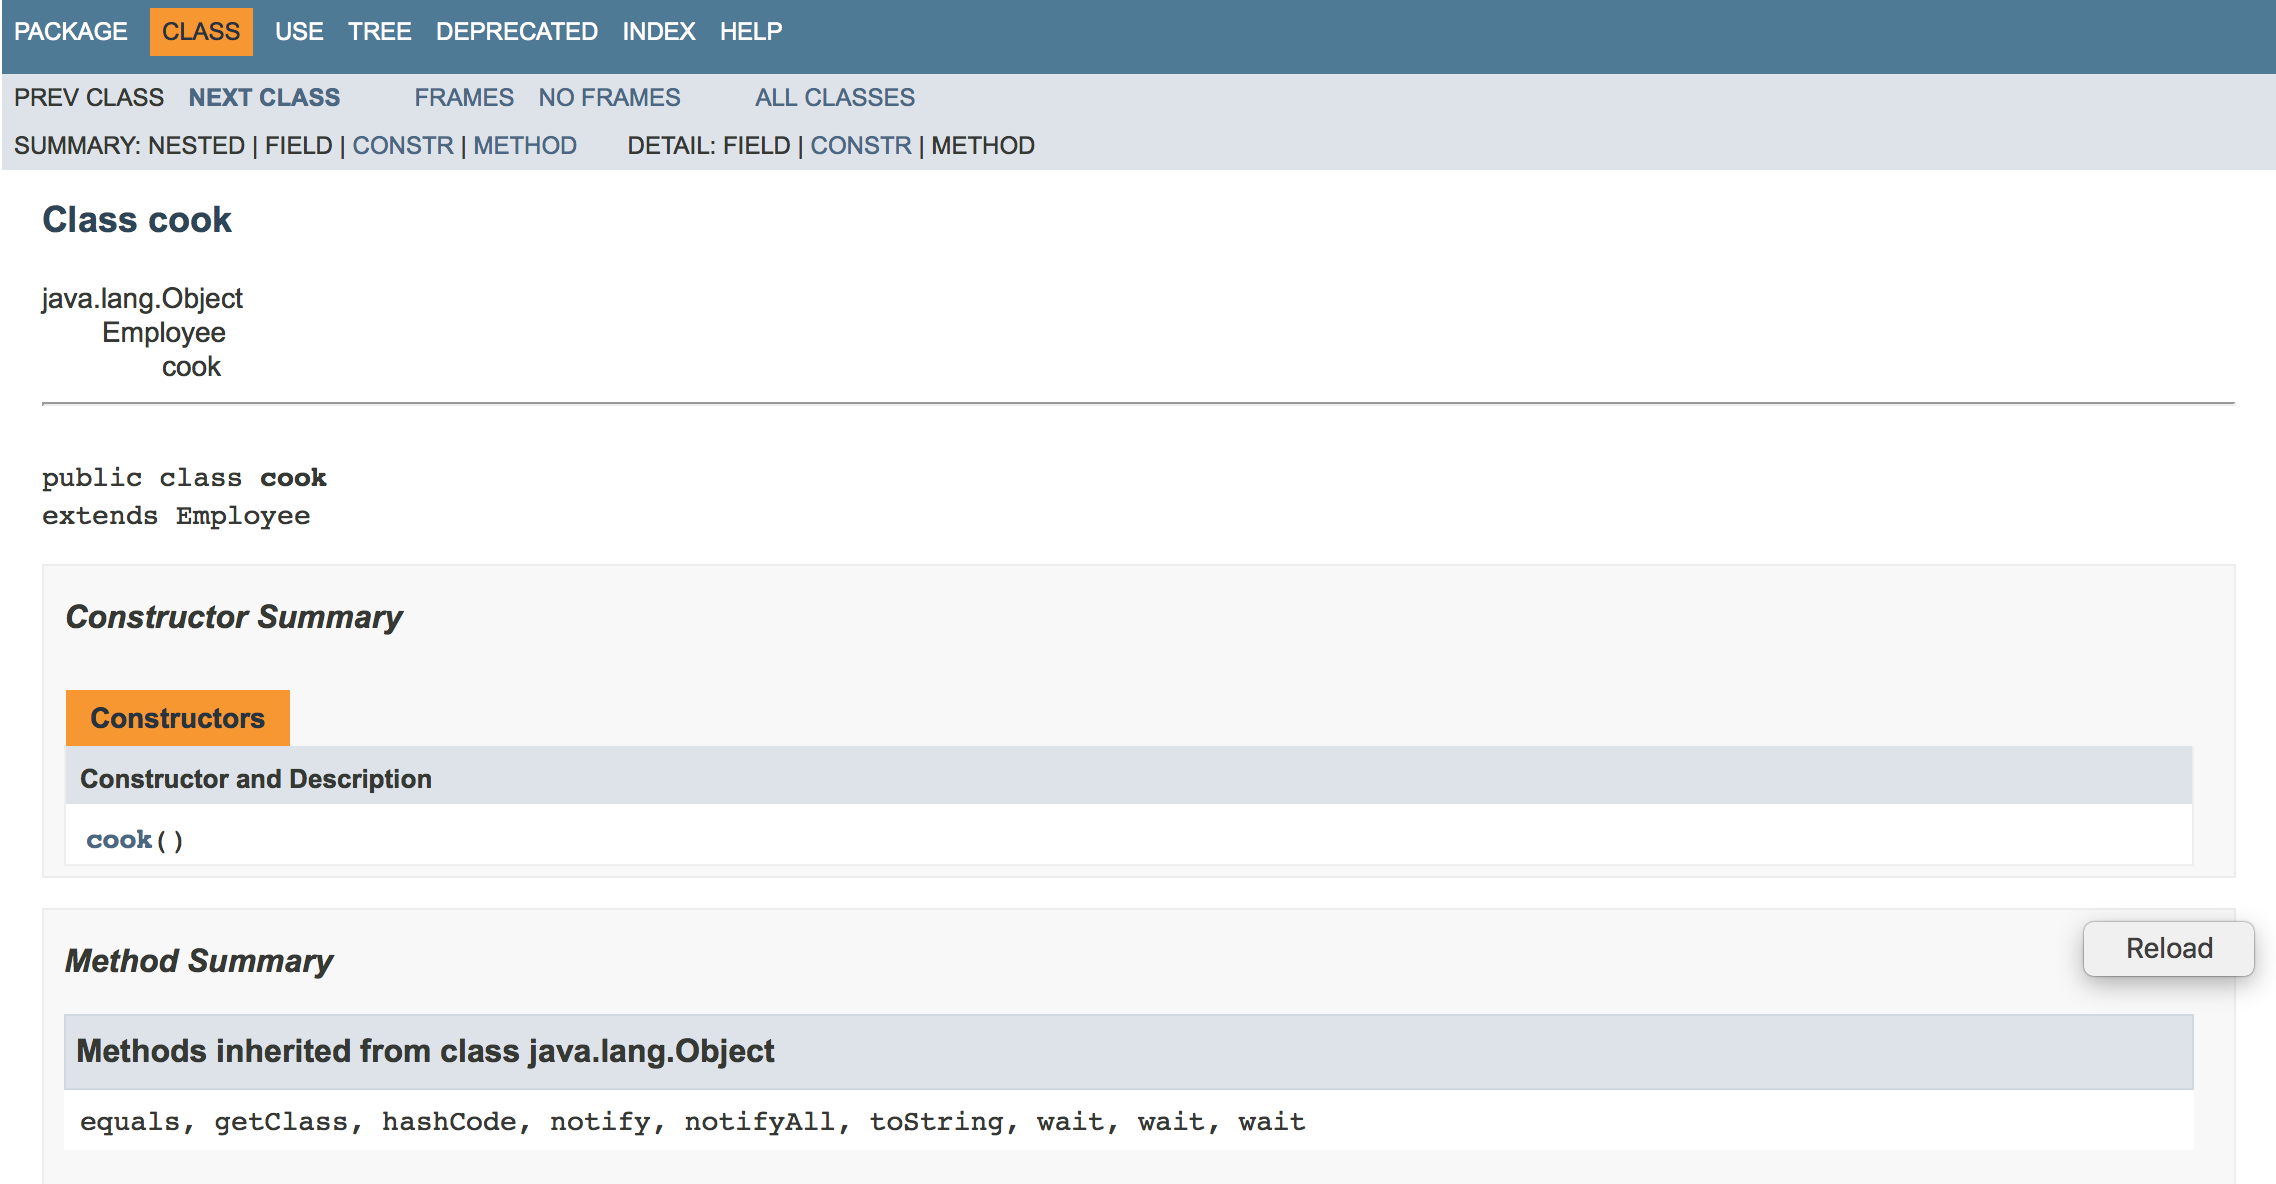 PACKAGE CLASS USE TREE DEPRECATED INDEX HELP
PREV CLASS NEXT CLASS FRAMES NO FRAMES ALL CLASSES
SUMMARY: NESTED | FIELD | CONSTR | METHOD DETAIL: FIELD | CONSTR | METHOD
Class cook
java.lang.Object
Employee
cook
public class cook
extends Employee
Constructor Summary
Constructors
Constructor and Description
cook()
Method Summary
Reload
Methods inherited from class java.lang.Object
equals, getClass, hashCode, notify, notifyAll, toString, wait, wait, wait